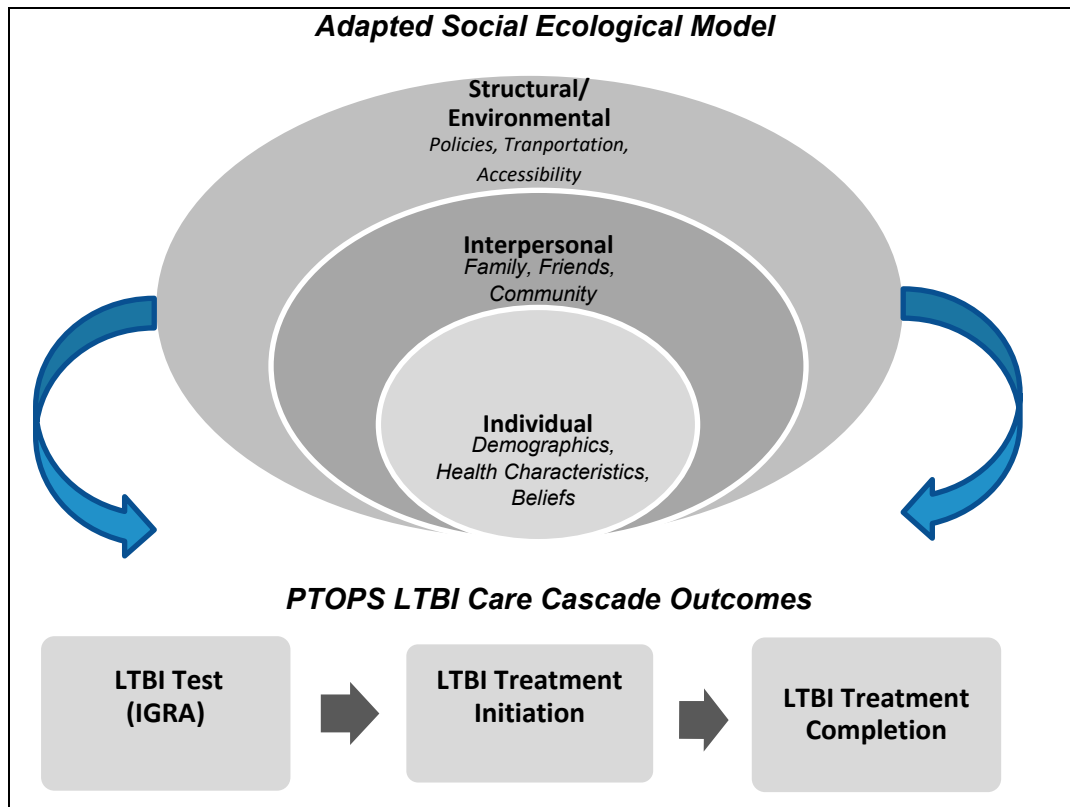 Adapted Social Ecological Model
Structural/
Environmental
Policies, Tranportation,
Accessibility
Interpersonal
Family, Friends,
Community
Individual
Demographics,
Health Characteristics,
Beliefs
PTOPS LTBI Care Cascade Outcomes
LTBI Test
(IGRA)
LTBI Treatment
Initiation
LTBI Treatment
Completion